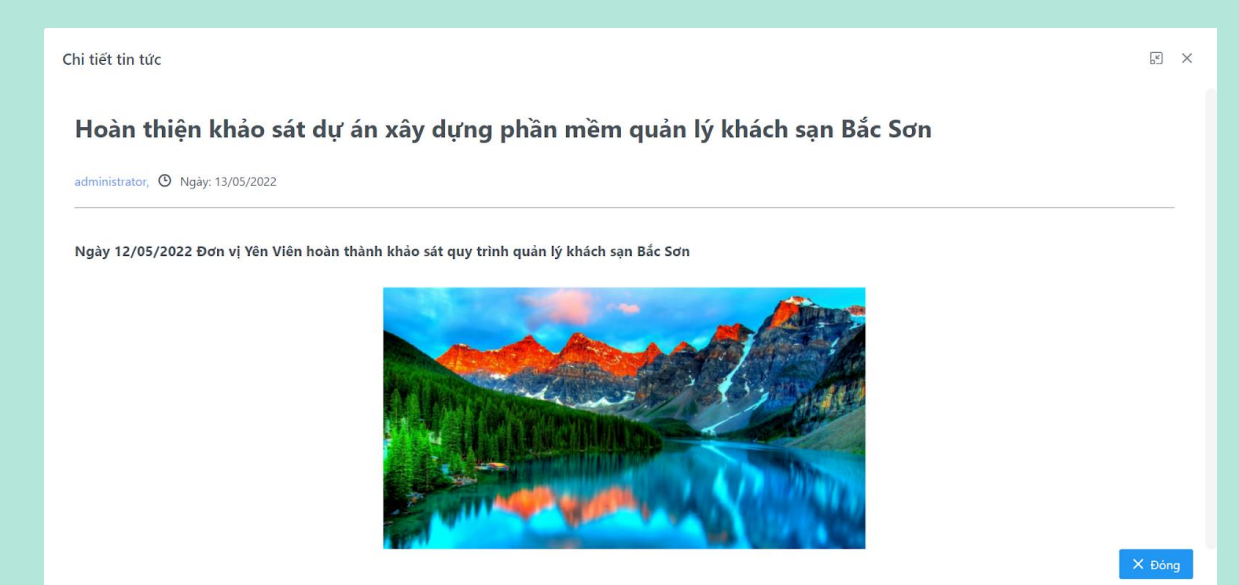 Chi tiết tin tức
Hoàn thiện khảo sát dự án xây dựng phần mềm quản lý khách sạn Bắc Sơn
administrator, Ngày: 13/05/2022
Ngày 12/05/2022 Đơn vị Yên Viên hoàn thành khảo sát quy trình quản lý khách sạn Bắc Sơn
Đóng